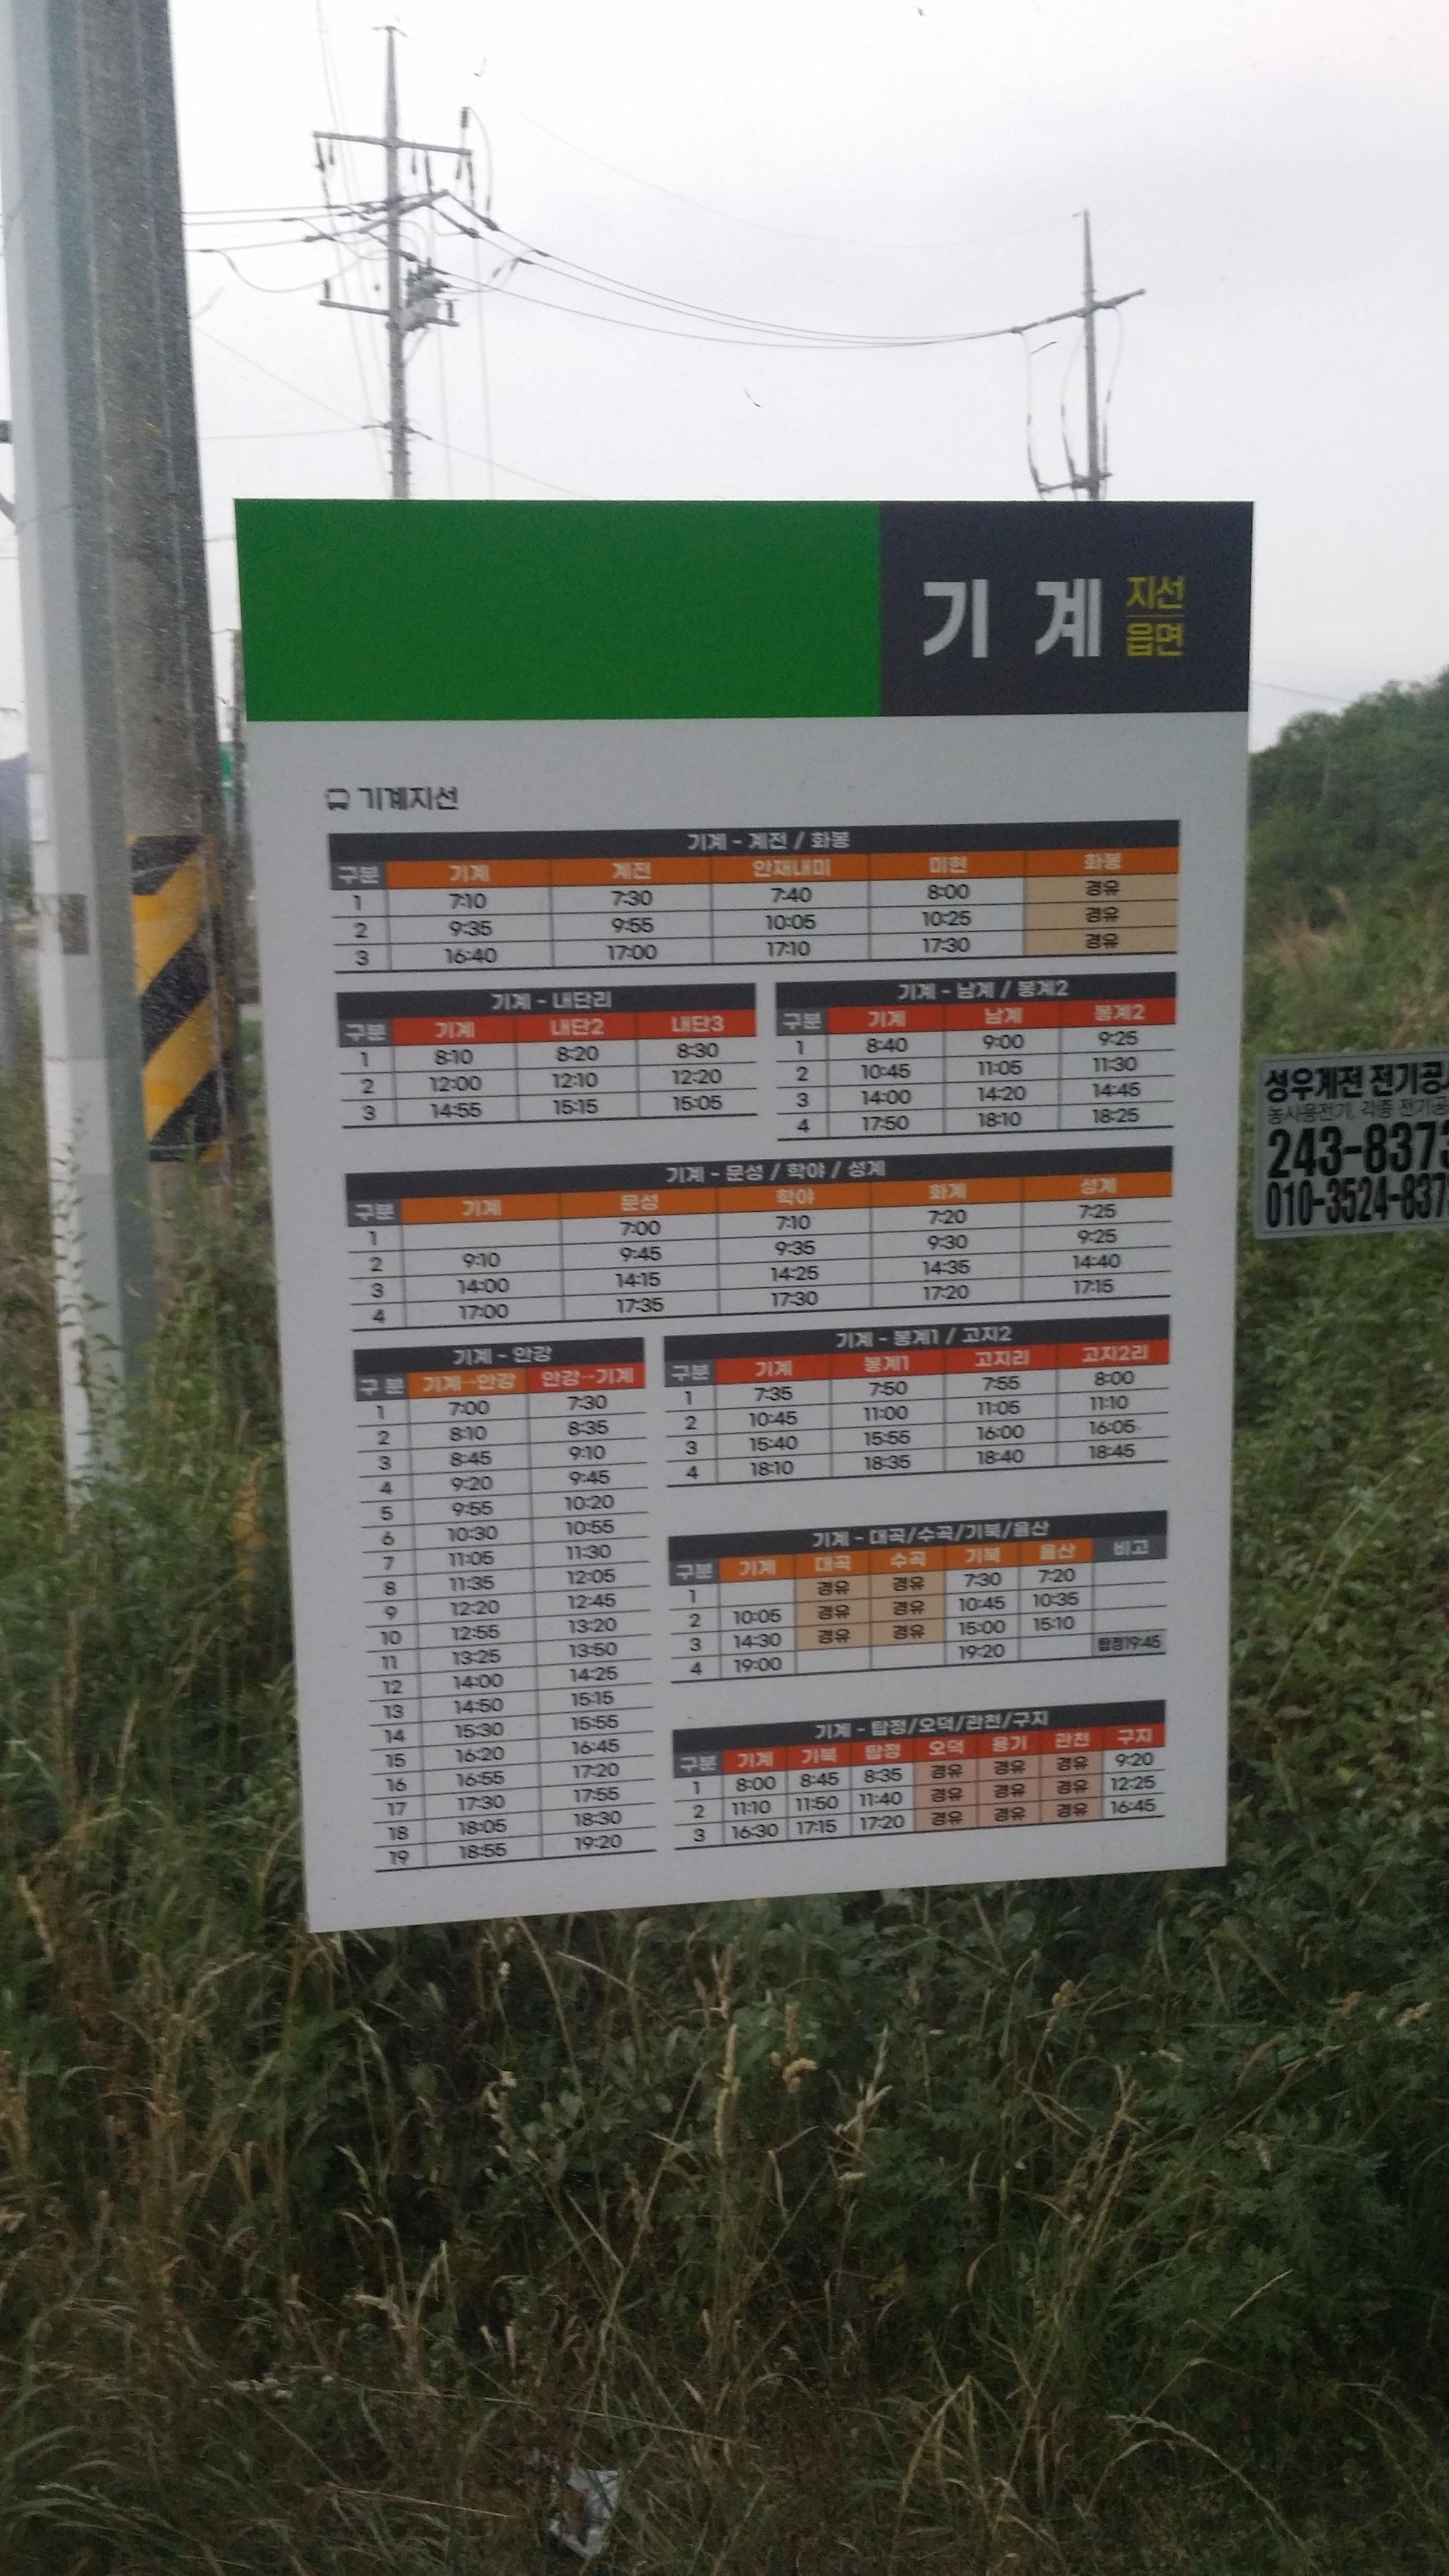 기 계 지선
읍면
기계지선
기계 - 계전 / 화봉
구분 기계 계전 안재내미 미현 화봉
1 7:10 7:30 7:40 8:00 경유
2 9:35 9:55 10:05 10:25 경유
3 16:40 17:00 17:10 17:30 경유
기계 - 내단리
구분 기계 내단2 내단3
1 8:10 8:20 8:30
2 12:00 12:10 12:20
3 14:55 15:15 15:05
기계 - 남계 / 봉계2
구분 기계 남계 봉계2
1 8:40 9:00 9:25
2 10:45 11:05 11:30
3 14:00 14:20 14:45
4 17:50 18:10 18:25
기계 - 문성 / 학야 / 성계
구분 기계 문성 학야 화계 성계
1 7:00 7:10 7:20 7:25
2 9:10 9:45 9:35 9:30 9:25
3 14:00 14:15 14:25 14:35 14:40
4 17:00 17:35 17:30 17:20 17:15
기계 - 안강
구분 기계→안강 안강→기계
1 7:00 7:30
2 8:10 8:35
3 8:45 9:10
4 9:20 9:45
5 9:55 10:20
6 10:30 10:55
7 11:05 11:30
8 11:35 12:05
9 12:20 12:45
10 12:55 13:20
11 13:25 13:50
12 14:00 14:25
13 14:50 15:15
14 15:30 15:55
15 16:20 16:45
16 16:55 17:20
17 17:30 17:55
18 18:05 18:30
19 18:55 19:20
기계 - 봉계1 / 고지2
구분 기계 봉계1 고지리 고지2리
1 7:35 7:50 7:55 8:00
2 10:45 11:00 11:05 11:10
3 15:40 15:55 16:00 16:05
4 18:10 18:35 18:40 18:45
기계 - 대곡/수곡/기북/율산
구분 기계 대곡 수곡 기북 율산 비고
1 경유 경유 7:30 7:20
2 10:05 경유 경유 10:45 10:35
3 14:30 경유 경유 15:00 15:10
4 19:00 19:20 탑정19:45
기계 - 탑정/오덕/관천/구지
구분 기계 기북 탑정 오덕 용기 관천 구지
1 8:00 8:45 8:35 경유 경유 경유 9:20
2 11:10 11:50 11:40 경유 경유 경유 12:25
3 16:30 17:15 17:20 경유 경유 경유 16:45
성우계전 전기공
농사용전기, 각종 전기공
243-8373
010-3524-837